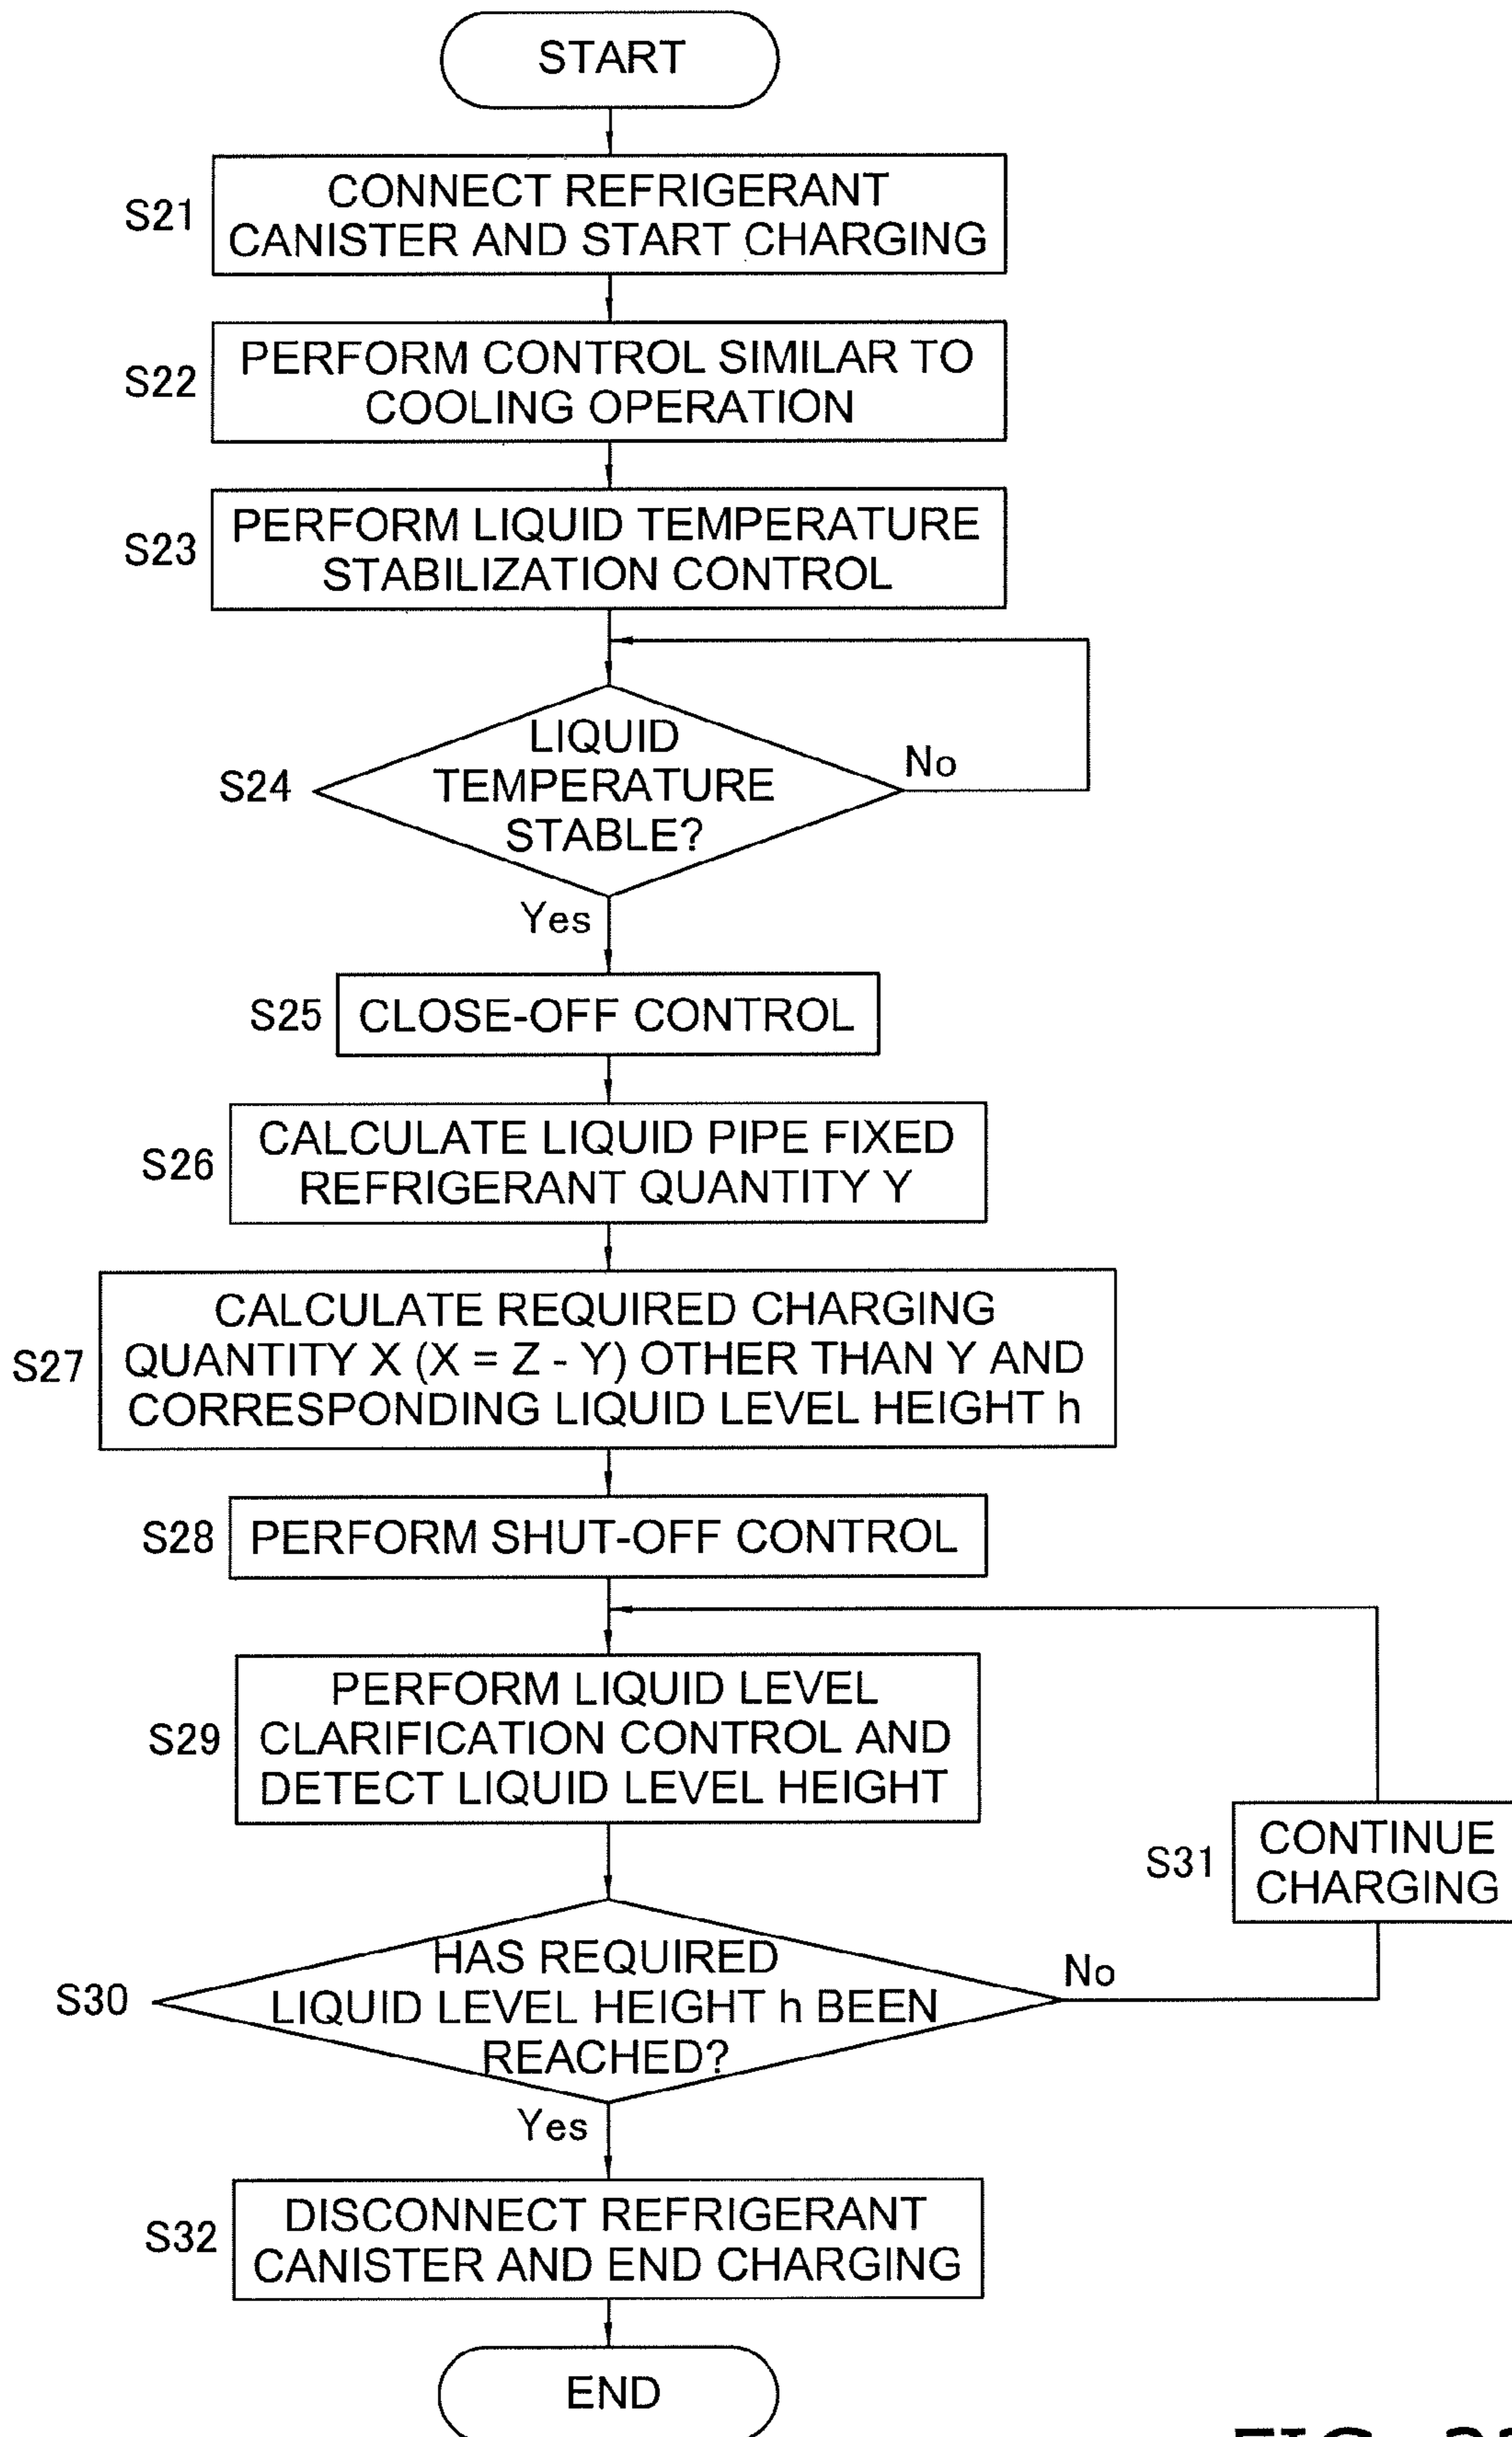 START
S21
CONNECT REFRIGERANT
CANISTER AND START CHARGING
S22
PERFORM CONTROL SIMILAR TO
COOLING OPERATION
S23
PERFORM LIQUID TEMPERATURE
STABILIZATION CONTROL
S24
LIQUID
TEMPERATURE
STABLE?
No
Yes
S25
CLOSE-OFF CONTROL
S26
CALCULATE LIQUID PIPE FIXED
REFRIGERANT QUANTITY Y
S27
CALCULATE REQUIRED CHARGING
QUANTITY X (X = Z - Y) OTHER THAN Y AND
CORRESPONDING LIQUID LEVEL HEIGHT h
S28
PERFORM SHUT-OFF CONTROL
S29
PERFORM LIQUID LEVEL
CLARIFICATION CONTROL AND
DETECT LIQUID LEVEL HEIGHT
S31
CONTINUE
CHARGING
S30
HAS REQUIRED
LIQUID LEVEL HEIGHT h BEEN
REACHED?
No
Yes
S32
DISCONNECT REFRIGERANT
CANISTER AND END CHARGING
END